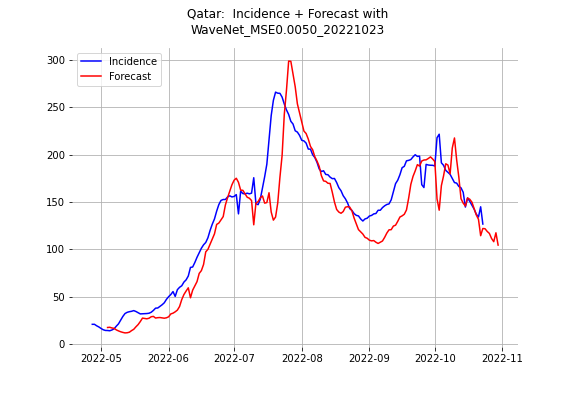 Qatar: Incidence + Forecast with
WaveNet_MSE0.0050_20221023
Incidence
Forecast
300
250
200
150
100
50
0
2022-05 2022-06 2022-07 2022-08 2022-09 2022-10 2022-11